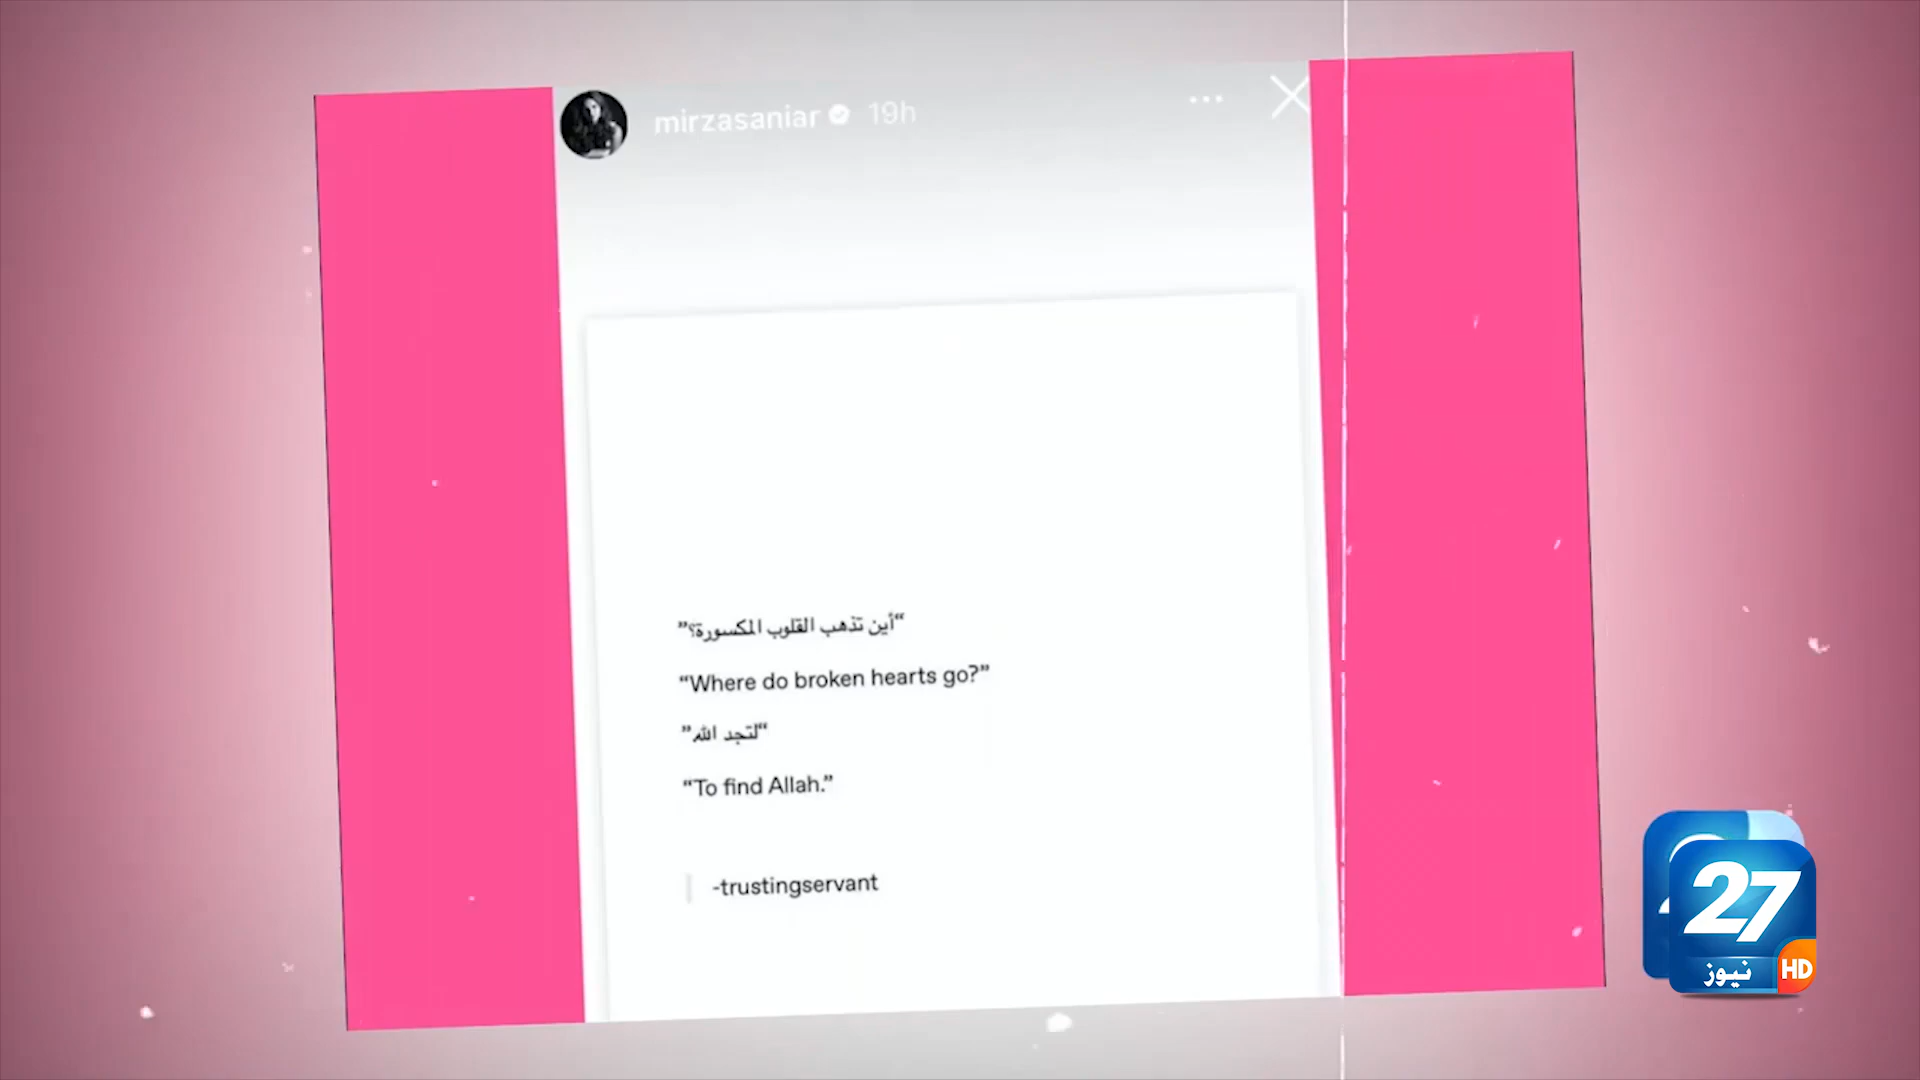 mirzasaniar 19h
“أين تذهب القلوب المكسورة؟”
“Where do broken hearts go?”
“لتجد الله”
“To find Allah.”
-trustingservant
27
نیوز HD